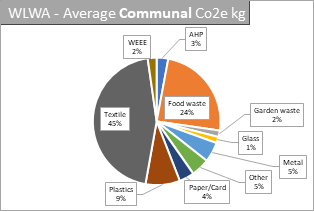 WLWA - Average Communal Co2e kg
AHP
3%
WEEE
2%
Food waste
24%
Garden waste
2%
Glass
1%
Metal
5%
Other
5%
Paper/Card
4%
Plastics
9%
Textile
45%